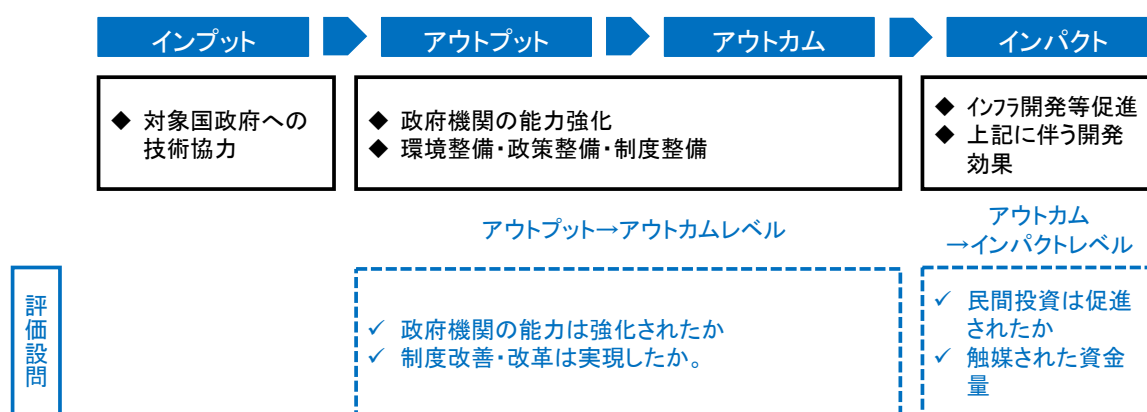 インプット
アウトプット
アウトカム
インパクト
◆ 対象国政府への
技術協力
◆ 政府機関の能力強化
◆ 環境整備・政策整備・制度整備
◆ インフラ開発等促進
◆ 上記に伴う開発
効果
アウトプット→アウトカムレベル
アウトカム
→インパクトレベル
評価設問
✓ 政府機関の能力は強化されたか
✓ 制度改善・改革は実現したか。
✓ 民間投資は促進
されたか
✓ 触媒された資金
量